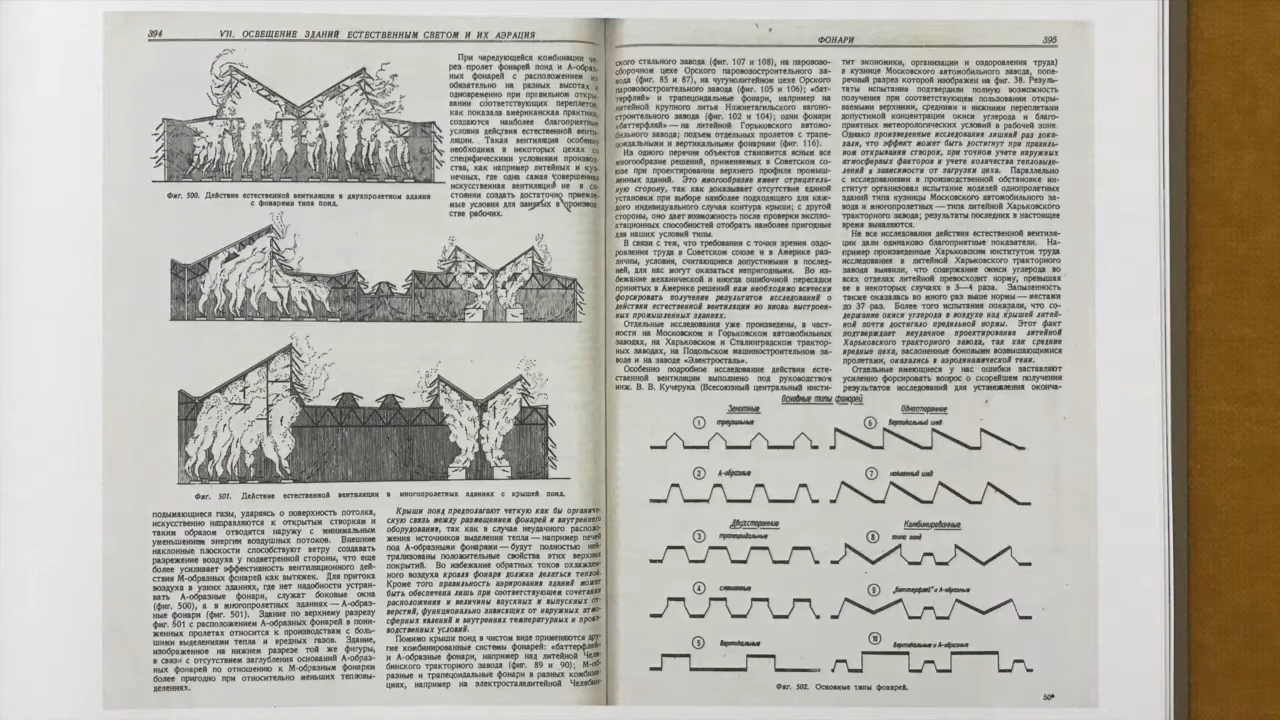 394 VII. ОСВЕЩЕНИЕ ЗДАНИЙ ЕСТЕСТВЕННЫМ СВЕТОМ И ИХ АЭРАЦИЯ
При чередующейся комбинации че-
рез пролет фонарей понд и А-образ-
ных фонарей с расположением их
обязательно на разных высотах и
одновременно при правильном откры-
вании соответствующих переплетов,
как показала американская практика,
создаются наиболее благоприятные
условия действия естественной венти-
ляции. Такая вентиляция особенно
необходима в некоторых цехах со
специфическими условиями производ-
ства, как например литейных и куз-
нечных, где одна самая совершенная
искусственная вентиляция не в со-
стоянии создать достаточно приемле-
мые условия для занятых в производ-
стве рабочих.
Фиг. 500. Действие естественной вентиляции в двухпролетном здании
с фонарями типа понд.
Фиг. 501. Действие естественной вентиляции в многопролетных зданиях с крышей понд.
подымающиеся газы, ударяясь о поверхность потолка,
искусственно направляются к открытым створкам и
таким образом отводятся наружу с минимальным
уменьшением энергии воздушных потоков. Внешние
наклонные плоскости способствуют ветру создавать
разрежение воздуха у подветренной стороны, что еще
более усиливает эффективность вентиляционного дей-
ствия М-образных фонарей как вытяжек. Для притока
воздуха в узких зданиях, где нет надобности устраи-
вать А-образные фонари, служат боковые окна
(фиг. 500), а в многопролетных зданиях — А-образ-
ные фонари (фиг. 501). Здание по верхнему разрезу
фиг. 501 с расположением А-образных фонарей в пони-
женных пролетах относится к производствам с боль-
шими выделениями тепла и вредных газов. Здание,
изображенное на нижнем разрезе той же фигуры,
в связи с отсутствием заглубления оснований А-образ-
ных фонарей по отношению к М-образным фонарям
более пригодно при относительно меньших тепловы-
делениях.
Крыши понд предполагают четкую как бы органиче-
скую связь между размещением фонарей и внутреннего
оборудования, так как в случае неудачного располо-
жения источников выделения тепла — например печей
под А-образными фонарями — будут полностью ней-
трализованы положительные свойства этих верхних
покрытий. Во избежание обратных токов охлажден-
ного воздуха кровля фонаря должна делаться теплой.
Кроме того правильность аэрирования зданий может
быть обеспечена лишь при соответствующем сочетании
расположения и величины впускных и выпускных от-
верстий, функционально зависящих от наружных атмо-
сферных явлений и внутренних температурных и произ-
водственных условий.
Помимо крыши понд в чистом виде применяются дру-
гие комбинированные системы фонарей: «баттерфляй»
и А-образные фонари, например над литейной Челя-
бинского тракторного завода (фиг. 89 и 90); М-об-
разные и трапецоидальные фонари в разных комбина-
циях, например на электросталелитейной Челябин-
ФОНАРИ 395
ского стального завода (фиг. 107 и 108), на паровозо-
сборочном цехе Орского паровозостроительного за-
вода (фиг. 85 и 87), на чугунолитейном цехе Орского
паровозостроительного завода (фиг. 105 и 106); «бат-
терфляй» и трапецоидальные фонари, например на
литейной крупного литья Нижнетагильского вагоно-
строительного завода (фиг. 102 и 104); одни фонари
«баттерфляй» — на литейной Горьковского автомо-
бильного завода; подъем отдельных пролетов с трапе-
цоидальными и вертикальными фонарями (фиг. 116).
На одного перечня объектов становится ясным все
многообразие решений, применяемых в Советском со-
юзе при проектировании верхнего профиля промыш-
ленных зданий. Это многообразие имеет отрицатель-
ную сторону, так как доказывает отсутствие единой
установки при выборе наиболее подходящего для каж-
дого индивидуального случая контура крыши; с другой
стороны, оно дает возможность после проверки экспло-
атационных способностей отобрать наиболее пригодные
для наших условий типы.
В связи с тем, что требования с точки зрения оздо-
ровления труда в Советском союзе и в Америке раз-
личны, условия, считающиеся допустимыми в послед-
ней, для нас могут оказаться непригодными. Во из-
бежание механической и иногда ошибочной пересадки
принятых в Америке решений нам необходимо всячески
форсировать получение результатов исследований о
действии естественной вентиляции во вновь выстроен-
ных промышленных зданиях.
Отдельные исследования уже произведены, в част-
ности на Московском и Горьковском автомобильных
заводах, на Харьковском и Сталинградском трактор-
ных заводах, на Подольском машиностроительном за-
воде и на заводе «Электросталь».
Особенно подробное исследование действия есте-
ственной вентиляции выполнено под руководством
инж. В. В. Кучерука (Всесоюзный центральный инсти-
тит экономики, организации и оздоровления труда)
в кузнице Московского автомобильного завода, попе-
речный разрез которой изображен на фиг. 38. Резуль-
таты испытания подтвердили полную возможность
получения при соответствующем пользовании откры-
ваемыми верхними, средними и нижними переплетами
допустимой концентрации окиси углерода и благо-
приятных метеорологических условий в рабочей зоне.
Однако произведенные исследования лишний раз дока-
зали, что эффект может быть достигнут при правиль-
ном открывании створок, при точном учете наружных
атмосферных факторов и учете количества тепловыде-
лений в зависимости от загрузки цеха. Параллельно
с исследованиями в производственной обстановке ин-
ститут организовал испытание моделей однопролетных
зданий типа кузницы Московского автомобильного за-
вода и многопролетных — типа литейной Харьковского
тракторного завода; результаты последних в настоящее
время выявляются.
Не все исследования действия естественной вентиля-
ции дали одинаково благоприятные показатели. На-
пример произведенные Харьковским институтом труда
исследования в литейной Харьковского тракторного
завода выявили, что содержание окиси углерода во
всех отделах литейной превосходит норму, превышая
ее в некоторых случаях в 3—4 раза. Запыленность
также оказалась во много раз выше нормы — местами
до 37 раз. Более того испытания показали, что со-
держание окиси углерода в воздухе над крышей литей-
ной почти достигало предельной нормы. Этот факт
подтверждает неудачное проектирование литейной
Харьковского тракторного завода, так как средние
вредные цеха, заслоненные боковыми возвышающимися
пролетами, оказались в аэродинамической тени.
Отдельные имеющиеся у нас ошибки заставляют
усиленно форсировать вопрос о скорейшем получении
результатов исследований для установления оконча-
Основные типы фонарей
Зенитные
1 треугольные
2 А-образные
Двухсторонние
3 трапецоидальные
4
5 Вертикальные
Односторонние
6 Вертикальный шед
7 наклонный шед
Комбинированные
8 типа понд
9 „баттерфляй" и А-образные
10 Вертикальные и А-образные
Фиг. 502. Основные типы фонарей.
50*